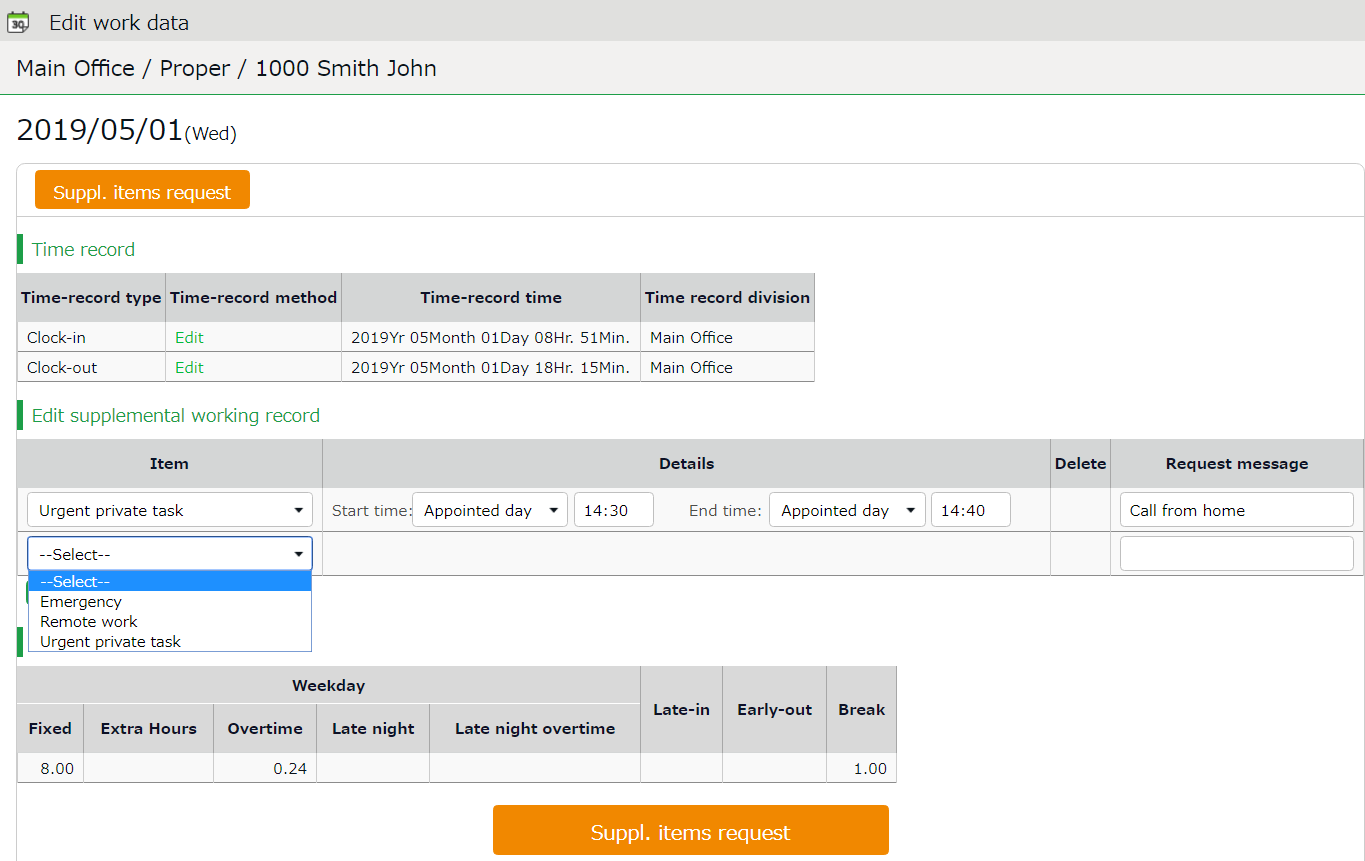 30 Edit work data
Main Office / Proper / 1000 Smith John
2019/05/01(Wed)
Suppl. items request
Time record
Time-record type Time-record method Time-record time Time record division
Clock-in Edit 2019Yr 05Month 01Day 08Hr. 51Min. Main Office
Clock-out Edit 2019Yr 05Month 01Day 18Hr. 15Min. Main Office
Edit supplemental working record
Item Details Delete Request message
Urgent private task Start time: Appointed day 14:30 End time: Appointed day 14:40 Call from home
--Select--
--Select--
Emergency
Remote work
Urgent private task
Weekday
Late-in Early-out Break
Fixed Extra Hours Overtime Late night Late night overtime
8.00 0.24 1.00
Suppl. items request